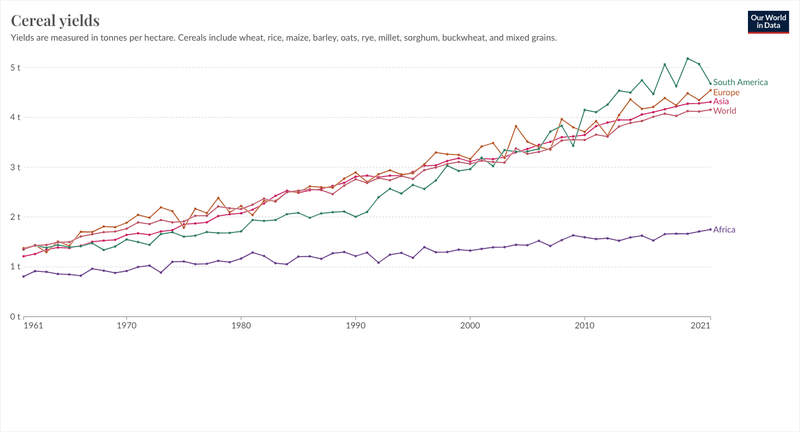 Cereal yields
Our World
in Data
Yields are measured in tonnes per hectare. Cereals include wheat, rice, maize, barley, oats, rye, millet, sorghum, buckwheat, and mixed grains.
5 t
4 t
3 t
2 t
1 t
0 t
South America
Europe
Asia
World
Africa
1961
1970
1980
1990
2000
2010
2021